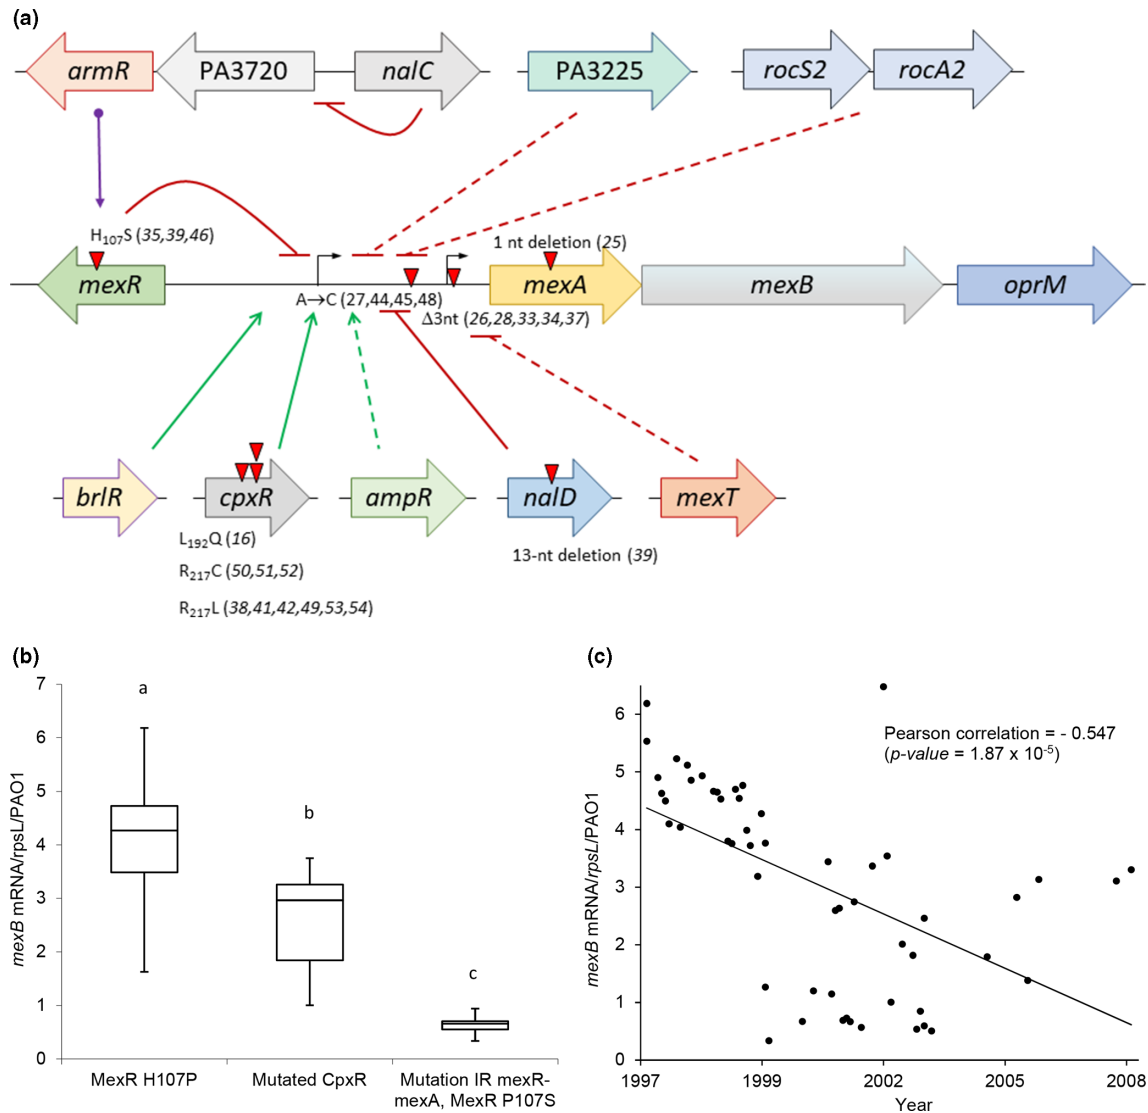 (a)
armR PA3720 nalC PA3225 rocS2 rocA2
H₁₀₇S (35,39,46)
1 nt deletion (25)
mexR mexA mexB oprM
A→C (27,44,45,48)
Δ3nt (26,28,33,34,37)
brlR cpxR ampR nalD mexT
L₁₉₂Q (16)
13-nt deletion (39)
R₂₁₇C (50,51,52)
R₂₁₇L (38,41,42,49,53,54)
(b)
mexB mRNA/rpsL/PAO1
7
6
5
4
3
2
1
0
a
b
c
MexR H107P
Mutated CpxR
Mutation IR mexR-
mexA, MexR P107S
(c)
mexB mRNA/rpsL/PAO1
6
5
4
3
2
1
0
Pearson correlation = - 0.547
(p-value = 1.87 x 10⁻⁵)
1997 1999 2002 2005 2008
Year